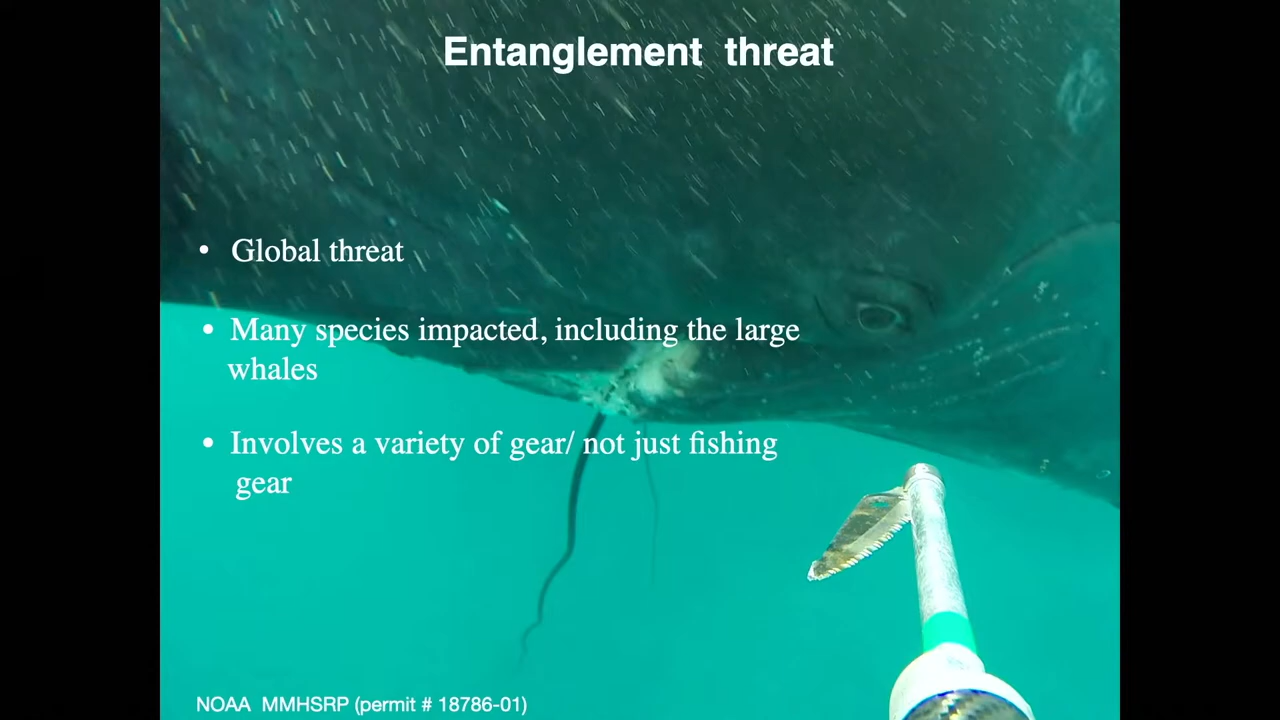 Entanglement threat
• Global threat
• Many species impacted, including the large
whales
• Involves a variety of gear/ not just fishing
gear
NOAA MMHSRP (permit # 18786-01)